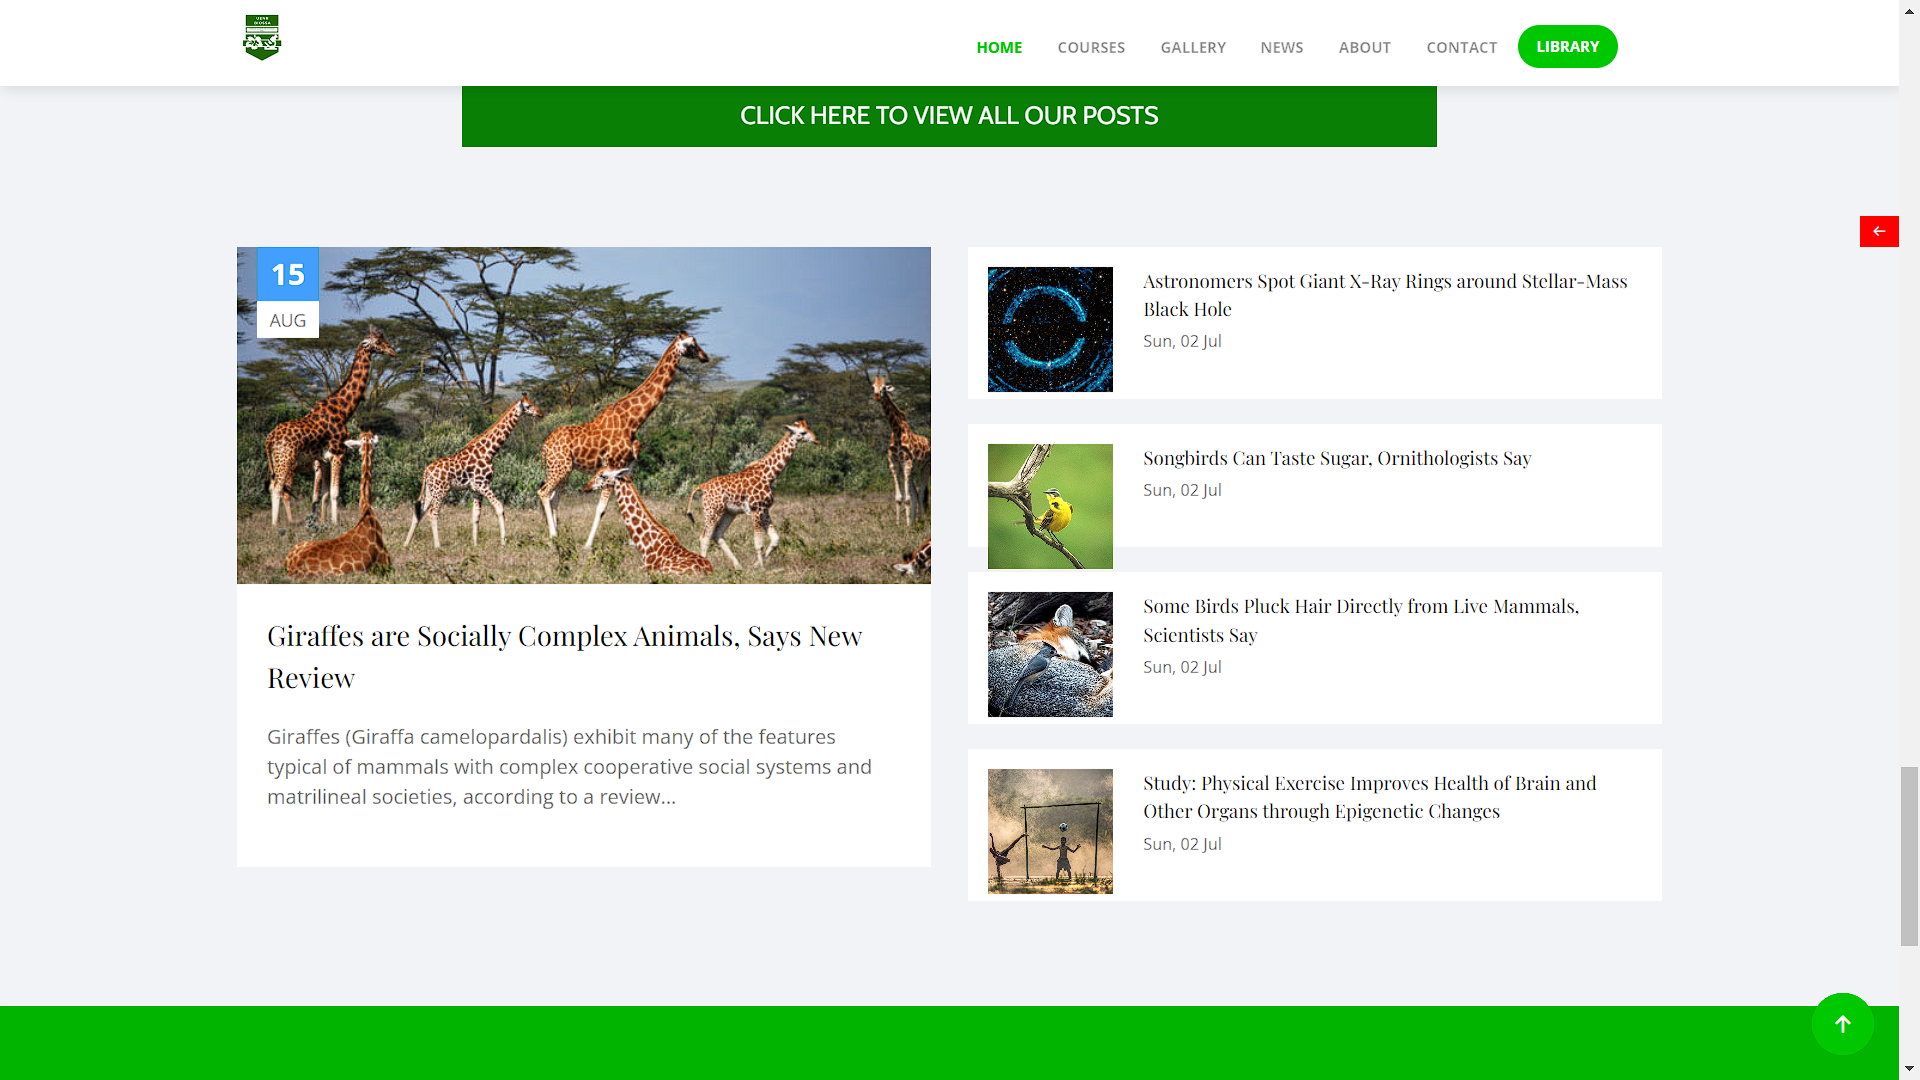 UENR
BIOSSA
HOME
COURSES
GALLERY
NEWS
ABOUT
CONTACT
LIBRARY
CLICK HERE TO VIEW ALL OUR POSTS
15
AUG
Giraffes are Socially Complex Animals, Says New
Review
Giraffes (Giraffa camelopardalis) exhibit many of the features
typical of mammals with complex cooperative social systems and
matrilineal societies, according to a review...
Astronomers Spot Giant X-Ray Rings around Stellar-Mass
Black Hole
Sun, 02 Jul
Songbirds Can Taste Sugar, Ornithologists Say
Sun, 02 Jul
Some Birds Pluck Hair Directly from Live Mammals,
Scientists Say
Sun, 02 Jul
Study: Physical Exercise Improves Health of Brain and
Other Organs through Epigenetic Changes
Sun, 02 Jul